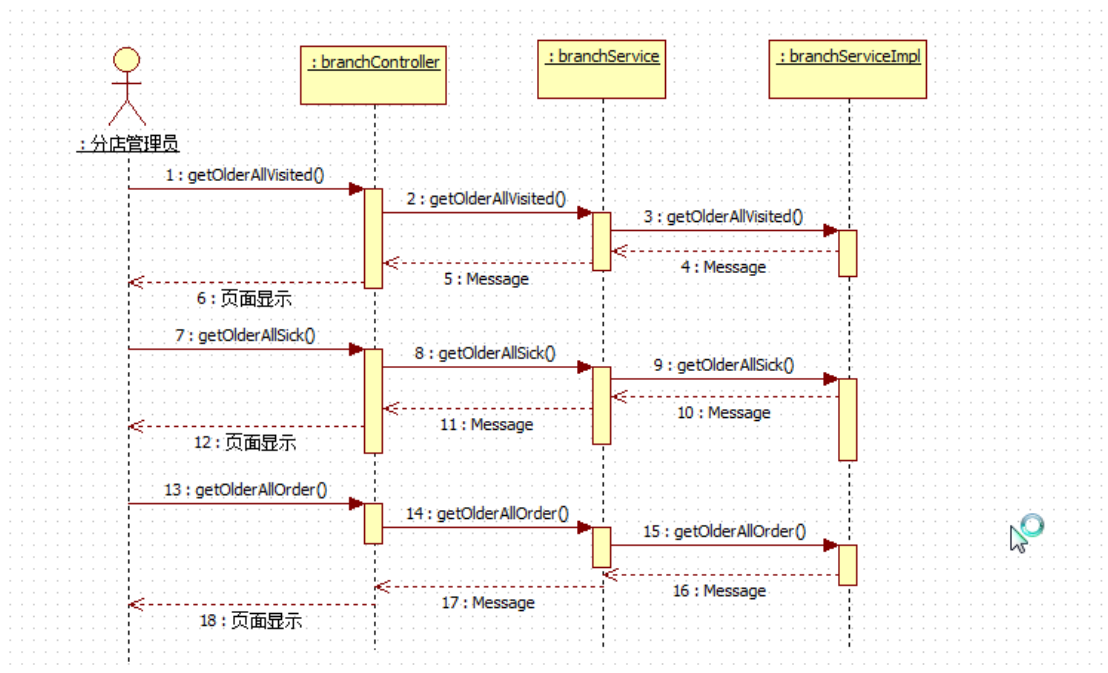 : branchController
: branchService
: branchServiceImpl
: 分店管理员
1 : getOlderAllVisited()
2 : getOlderAllVisited()
3 : getOlderAllVisited()
4 : Message
5 : Message
6 : 页面显示
7 : getOlderAllSick()
8 : getOlderAllSick()
9 : getOlderAllSick()
10 : Message
11 : Message
12 : 页面显示
13 : getOlderAllOrder()
14 : getOlderAllOrder()
15 : getOlderAllOrder()
16 : Message
17 : Message
18 : 页面显示